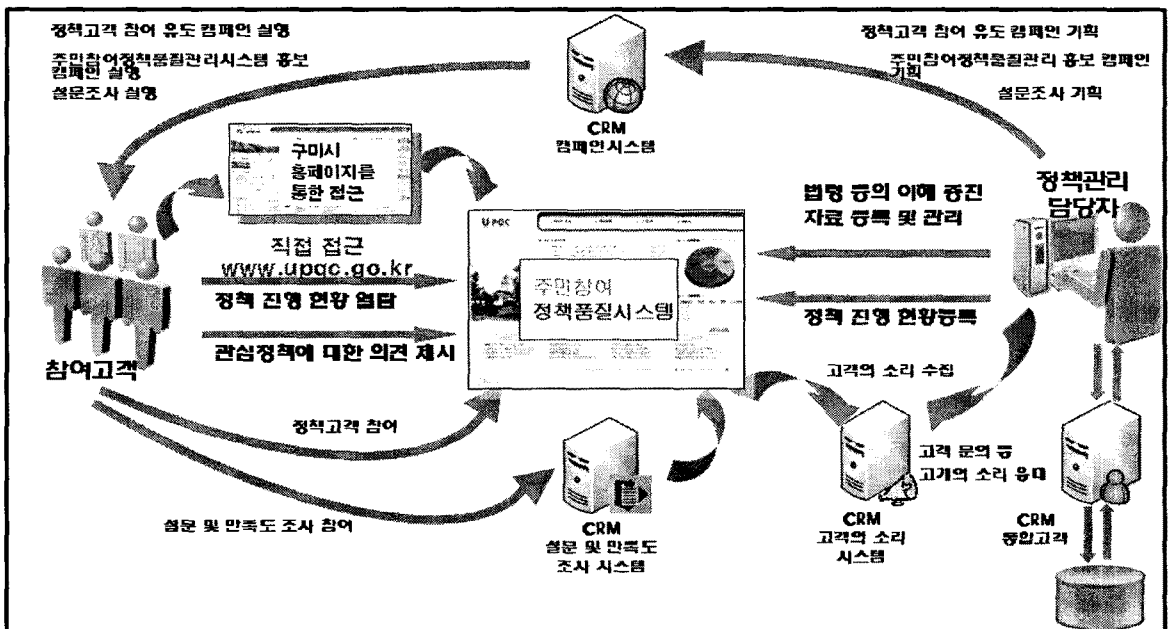 정책고객 참여 유도 캠페인 실행
주민참여정책품질관리시스템 홍보
캠페인 실행
설문조사 실행
정책고객 참여 유도 캠페인 기획
주민참여정책품질관리 홍보 캠페인
기획
설문조사 기획
CRM
캠페인시스템
구미시
홈페이지를
통한 접근
직접 접근
www.upqc.go.kr
정책 진행 현황 열람
관심정책에 대한 의견 제시
참여고객
UPQC
주민참여
정책품질시스템
법령 등의 이해 증진
자료 등록 및 관리
정책 진행 현황등록
정책관리
담당자
고객의 소리 수집
정책고객 참여
설문 및 만족도 조사 참여
CRM
설문 및 만족도
조사 시스템
고객 문의 등
고개의 소리 응대
CRM
고객의 소리
시스템
CRM
통합고객